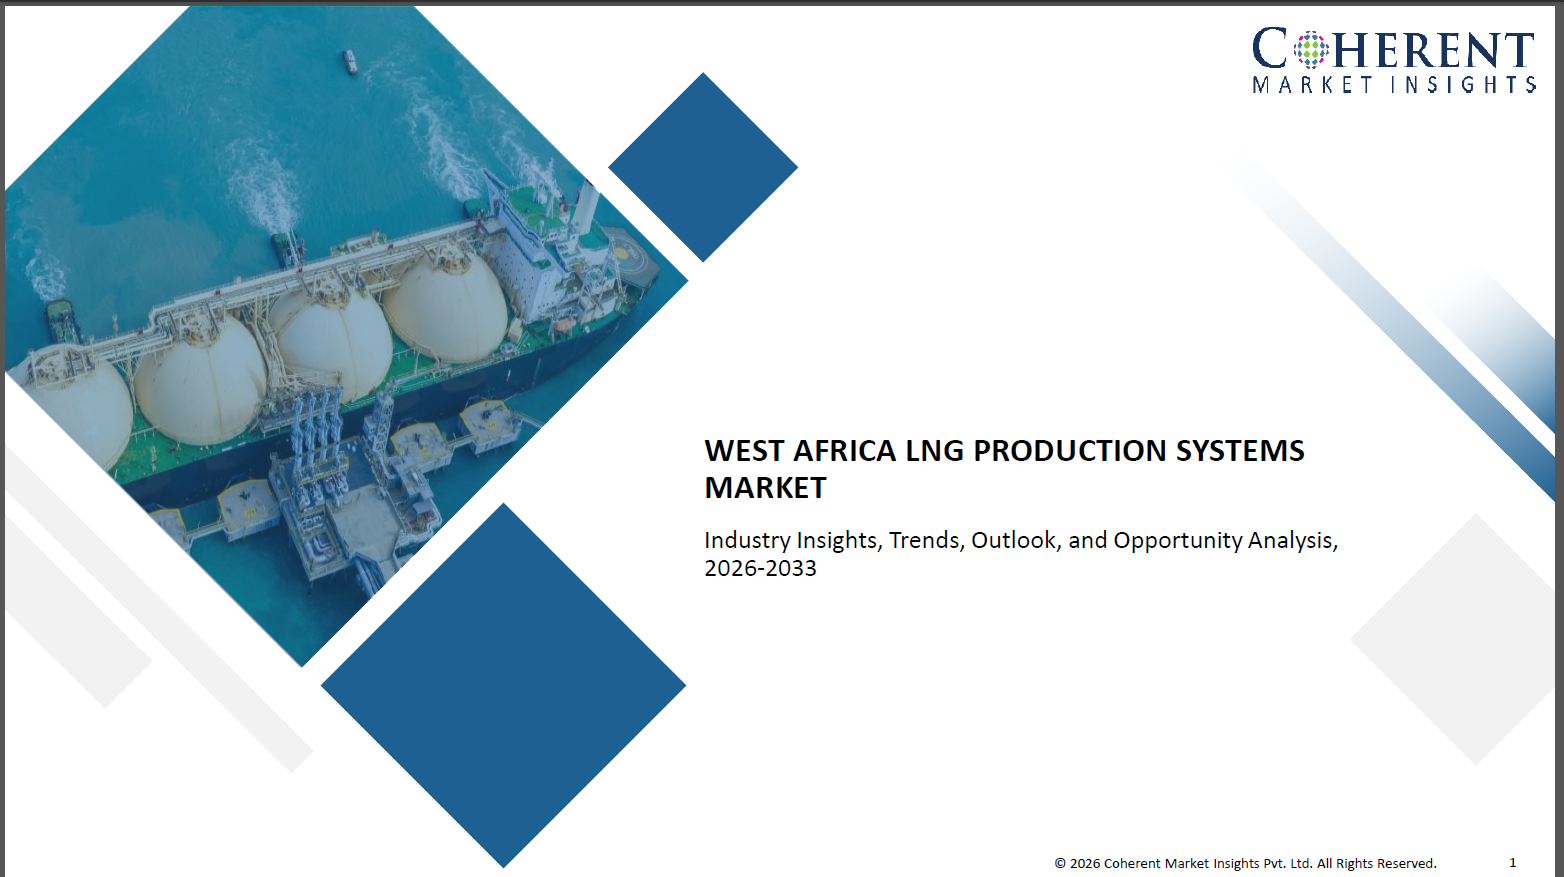 COHERENT
MARKET INSIGHTS
WEST AFRICA LNG PRODUCTION SYSTEMS
MARKET
Industry Insights, Trends, Outlook, and Opportunity Analysis,
2026-2033
© 2026 Coherent Market Insights Pvt. Ltd. All Rights Reserved.
1